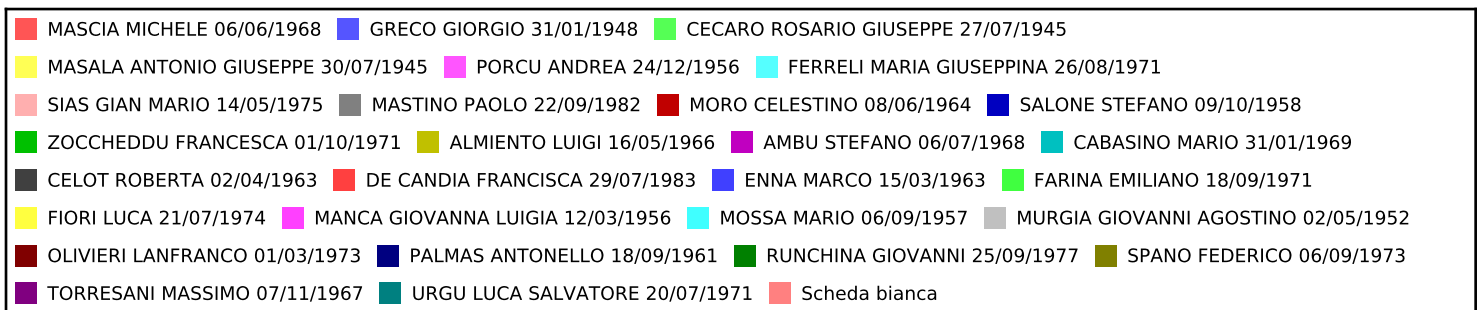 MASCIA MICHELE 06/06/1968 GRECO GIORGIO 31/01/1948 CECARO ROSARIO GIUSEPPE 27/07/1945
MASALA ANTONIO GIUSEPPE 30/07/1945 PORCU ANDREA 24/12/1956 FERRELI MARIA GIUSEPPINA 26/08/1971
SIAS GIAN MARIO 14/05/1975 MASTINO PAOLO 22/09/1982 MORO CELESTINO 08/06/1964 SALONE STEFANO 09/10/1958
ZOCCHEDDU FRANCESCA 01/10/1971 ALMIENTO LUIGI 16/05/1966 AMBU STEFANO 06/07/1968 CABASINO MARIO 31/01/1969
CELOT ROBERTA 02/04/1963 DE CANDIA FRANCISCA 29/07/1983 ENNA MARCO 15/03/1963 FARINA EMILIANO 18/09/1971
FIORI LUCA 21/07/1974 MANCA GIOVANNA LUIGIA 12/03/1956 MOSSA MARIO 06/09/1957 MURGIA GIOVANNI AGOSTINO 02/05/1952
OLIVIERI LANFRANCO 01/03/1973 PALMAS ANTONELLO 18/09/1961 RUNCHINA GIOVANNI 25/09/1977 SPANO FEDERICO 06/09/1973
TORRESANI MASSIMO 07/11/1967 URGU LUCA SALVATORE 20/07/1971 Scheda bianca